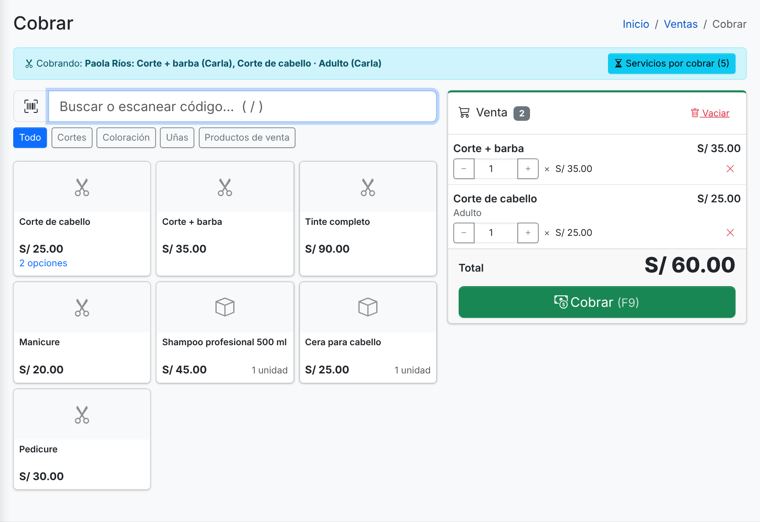 Cobrar
Inicio / Ventas / Cobrar
Cobrando: Paola Ríos: Corte + barba (Carla), Corte de cabello · Adulto (Carla)
Servicios por cobrar (5)
Buscar o escanear código... ( / )
Todo
Cortes
Coloración
Uñas
Productos de venta
Corte de cabello
S/ 25.00
2 opciones
Corte + barba
S/ 35.00
Tinte completo
S/ 90.00
Manicure
S/ 20.00
Shampoo profesional 500 ml
S/ 45.00 1 unidad
Cera para cabello
S/ 25.00 1 unidad
Pedicure
S/ 30.00
Venta 2
Vaciar
Corte + barba S/ 35.00
− 1 + × S/ 35.00
Corte de cabello S/ 25.00
Adulto
− 1 + × S/ 25.00
Total S/ 60.00
Cobrar (F9)